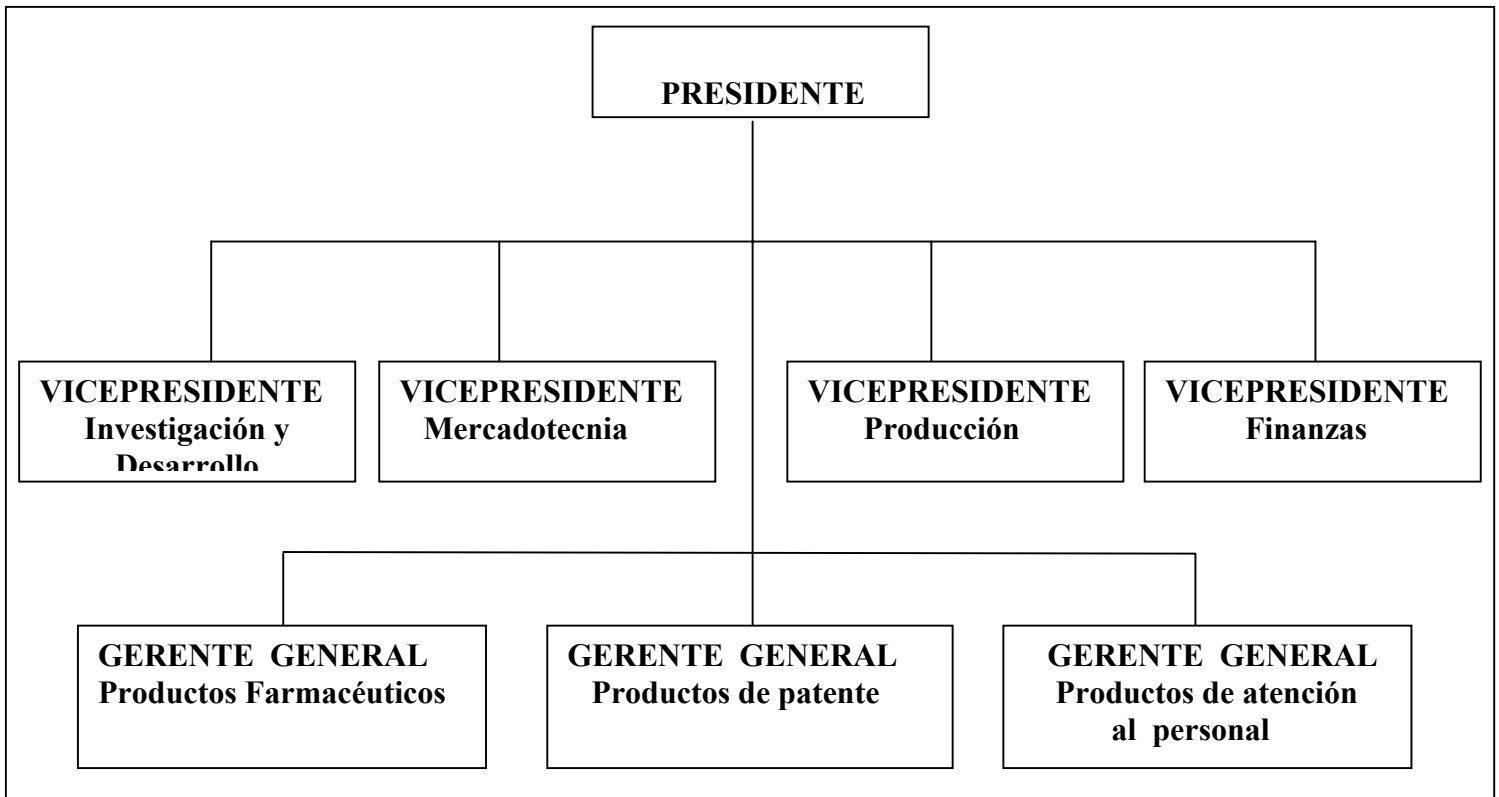 PRESIDENTE
VICEPRESIDENTE
Investigación y
Desarrollo
VICEPRESIDENTE
Mercadotecnia
VICEPRESIDENTE
Producción
VICEPRESIDENTE
Finanzas
GERENTE GENERAL
Productos Farmacéuticos
GERENTE GENERAL
Productos de patente
GERENTE GENERAL
Productos de atención
al personal